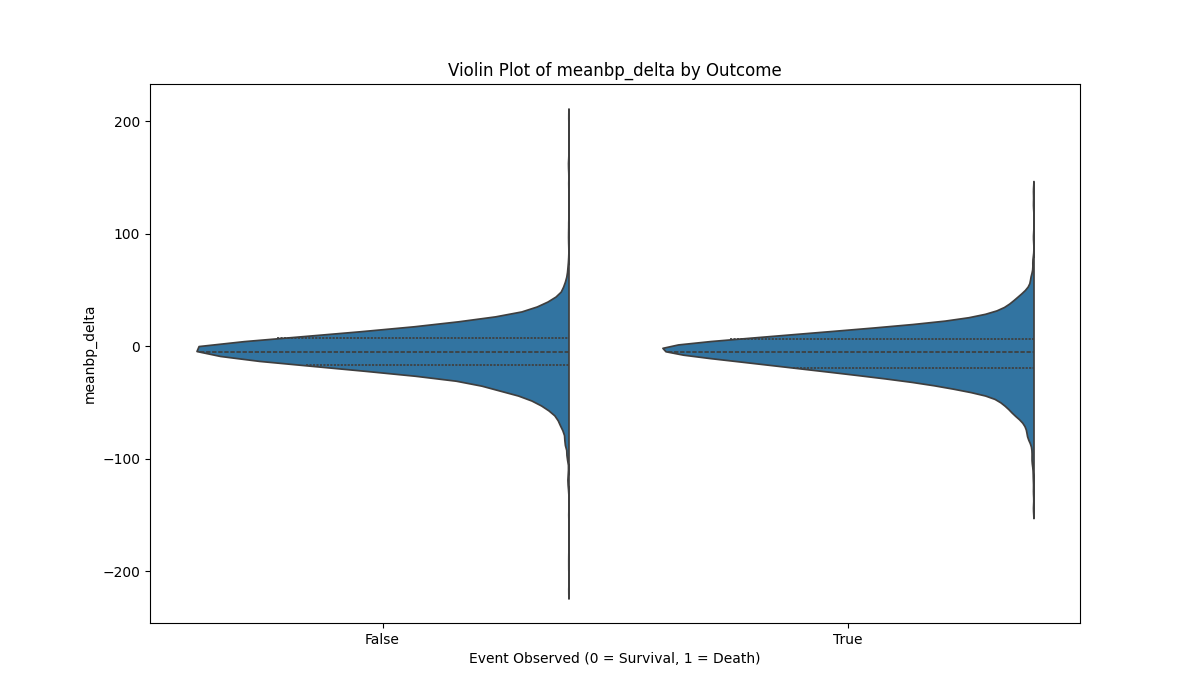 Violin Plot of meanbp_delta by Outcome
200
100
0
−100
−200
meanbp_delta
False
True
Event Observed (0 = Survival, 1 = Death)